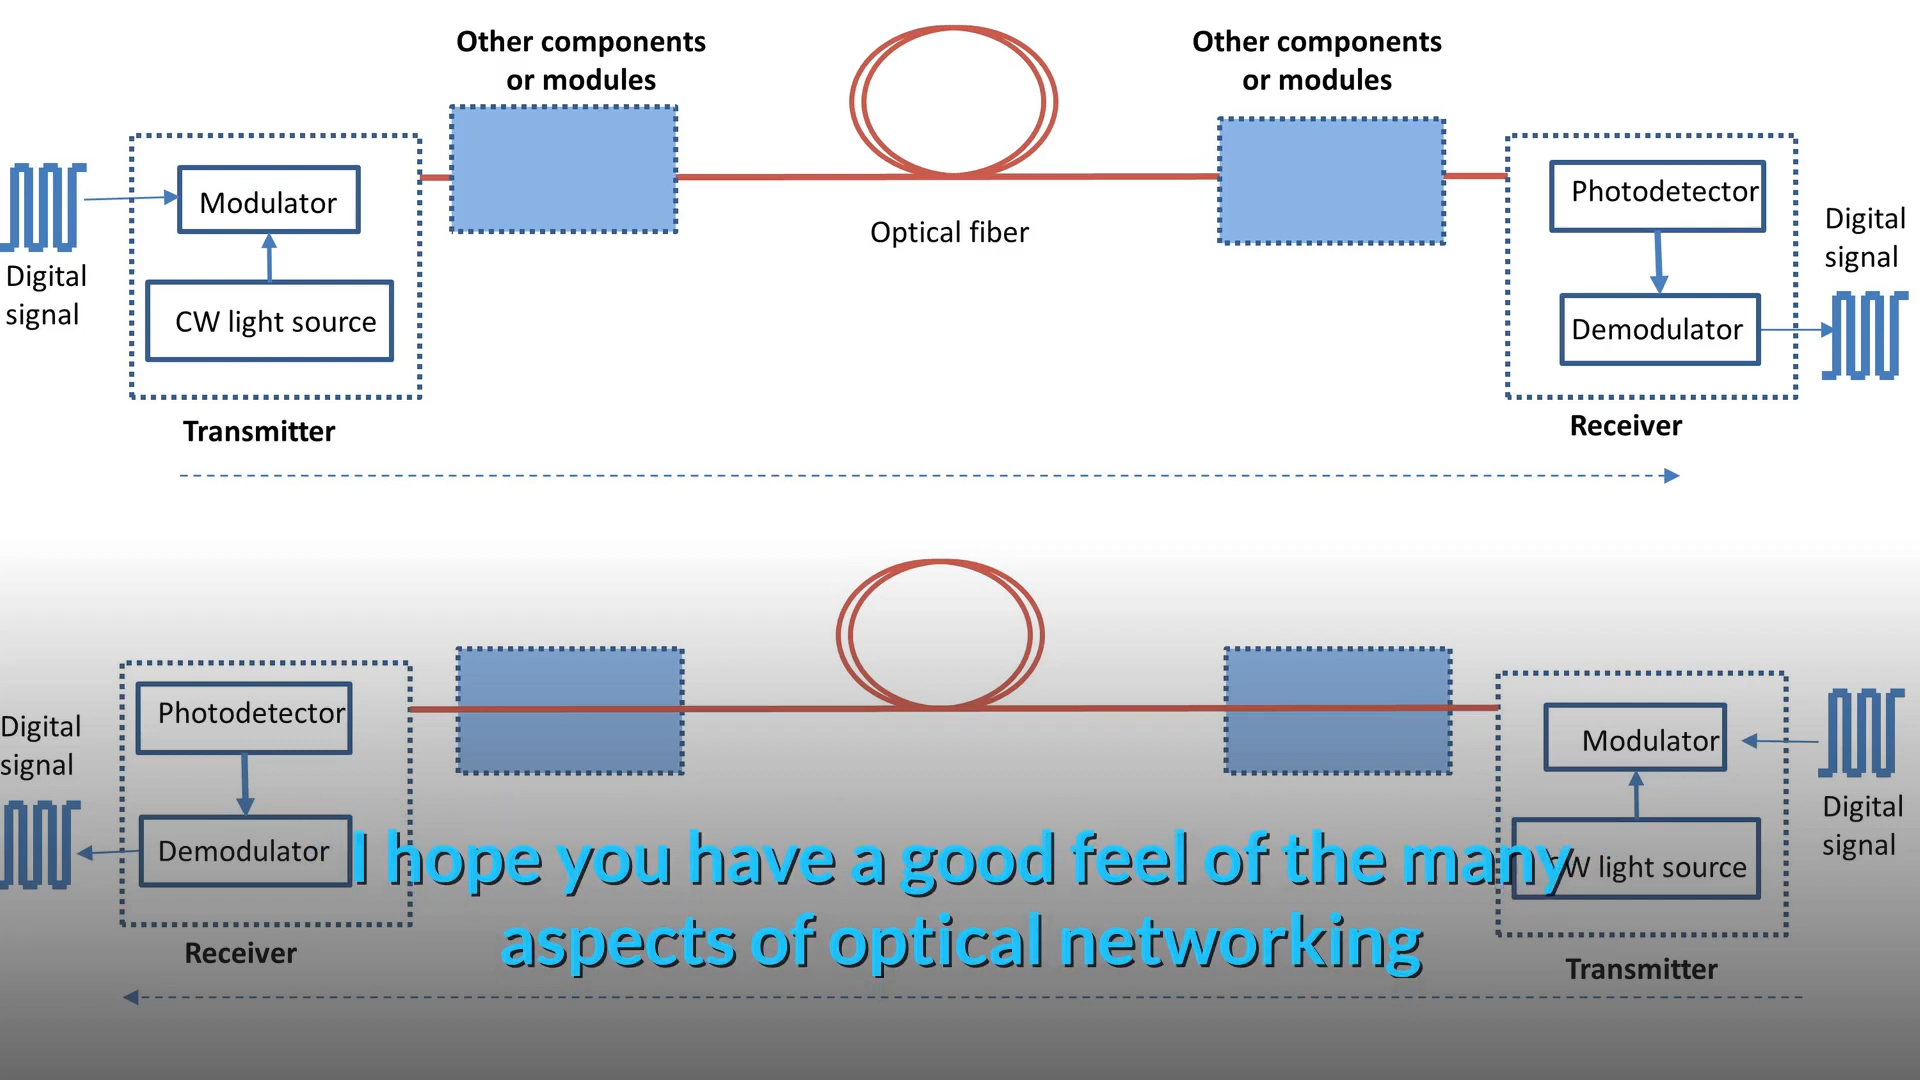 Other components
or modules
Other components
or modules
Modulator
CW light source
Digital
signal
Transmitter
Optical fiber
Photodetector
Demodulator
Digital
signal
Receiver
Digital
signal
Photodetector
Demodulator
Receiver
Modulator
CW light source
Digital
signal
Transmitter
I hope you have a good feel of the many
aspects of optical networking